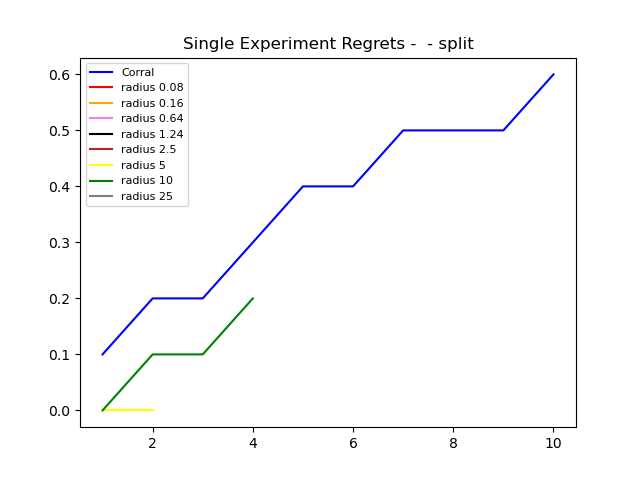 Single Experiment Regrets -  - split
Corral
radius 0.08
radius 0.16
radius 0.64
radius 1.24
radius 2.5
radius 5
radius 10
radius 25
0.6
0.5
0.4
0.3
0.2
0.1
0.0
2 4 6 8 10